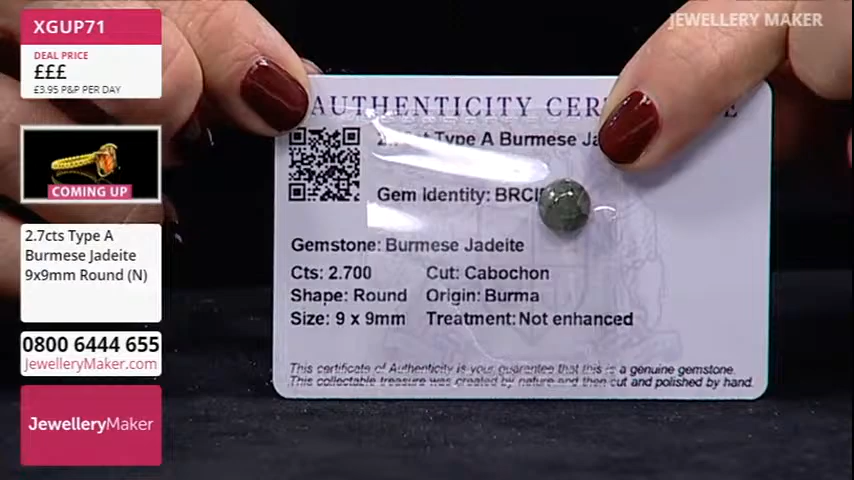 XGUP71
DEAL PRICE
£££
£3.95 P&P PER DAY
COMING UP
2.7cts Type A
Burmese Jadeite
9x9mm Round (N)
0800 6444 655
JewelleryMaker.com
JewelleryMaker
JEWELLERY MAKER
AUTHENTICITY
Type A Burmese
Gem Identity:
Gemstone: Burmese Jadeite
Cts: 2.700 Cut: Cabochon
Shape: Round Origin: Burma
Size: 9 x 9mm Treatment: Not enhanced
This certificate of Authenticity is your guarantee that this is a genuine gemstone.
This collectable treasure was created by nature and then cut and polished by hand.